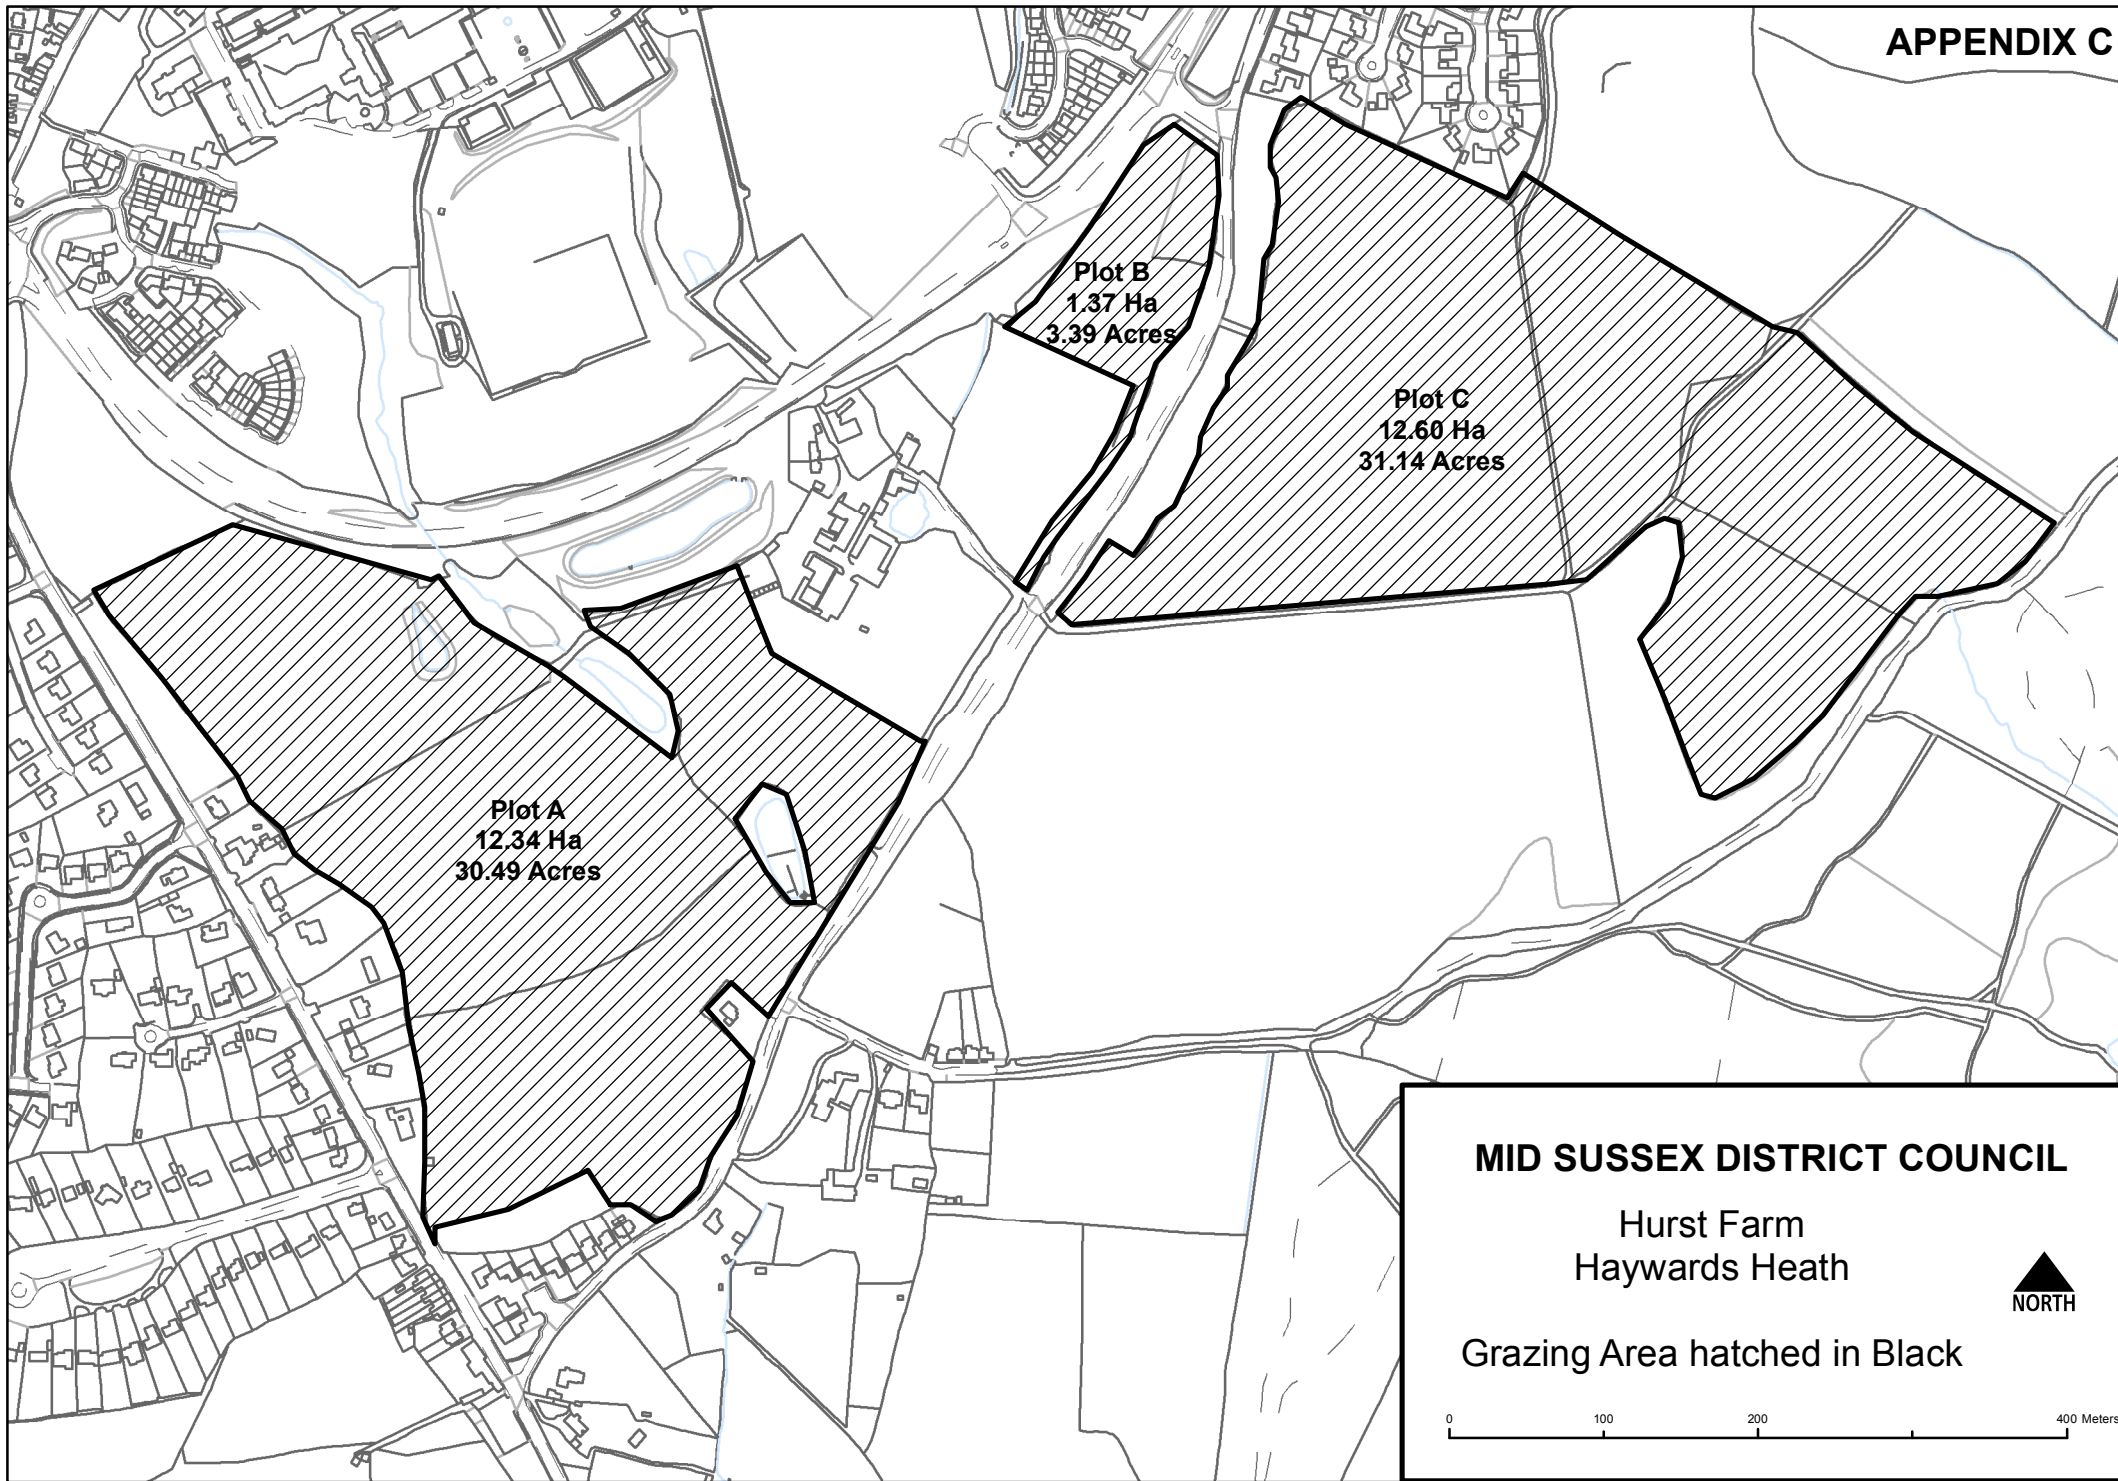 APPENDIX C
Plot B
1.37 Ha
3.39 Acres
Plot C
12.60 Ha
31.14 Acres
Plot A
12.34 Ha
30.49 Acres
MID SUSSEX DISTRICT COUNCIL
Hurst Farm
Haywards Heath
NORTH
Grazing Area hatched in Black
0 100 200 400 Meters